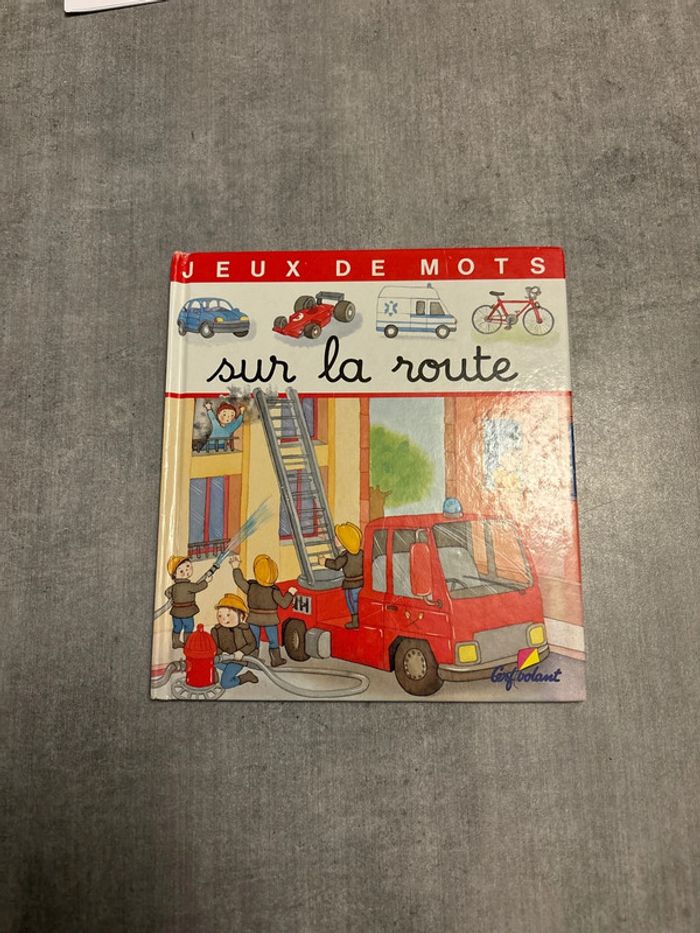 JEUX DE MOTS
sur la route
Cerf volant